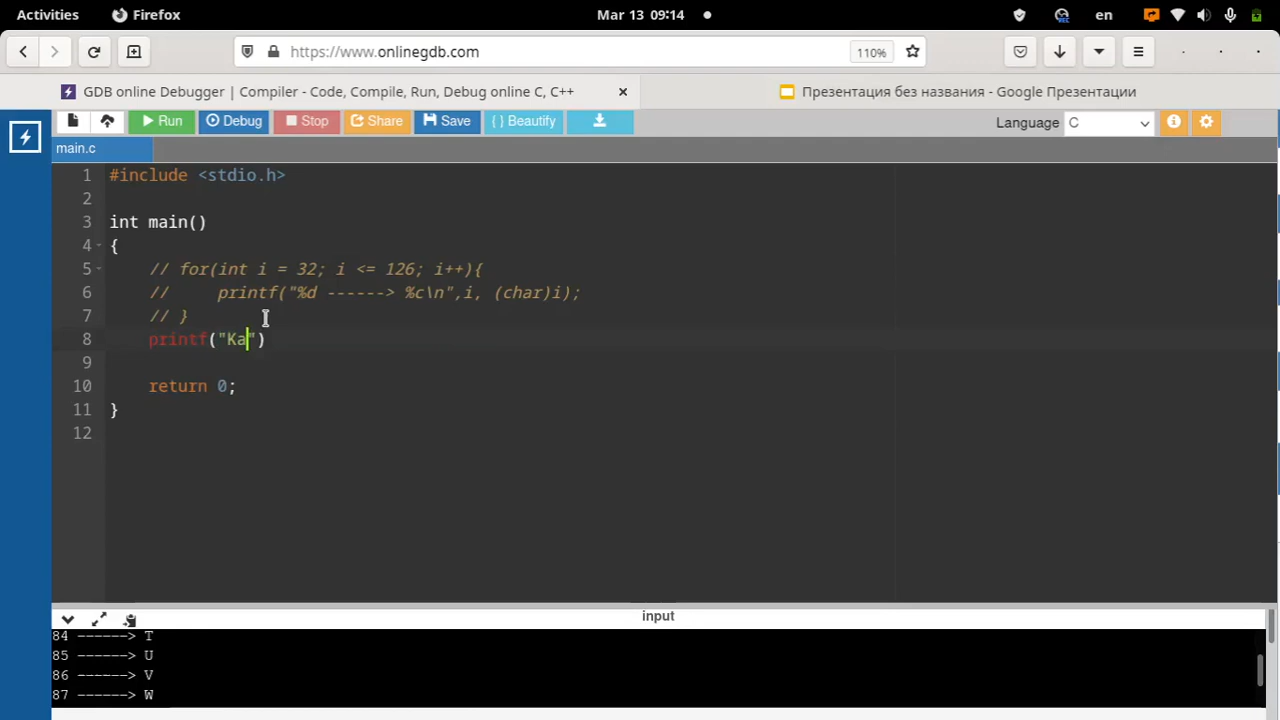 Activities Firefox Mar 13 09:14 en
https://www.onlinegdb.com 110%
GDB online Debugger | Compiler - Code, Compile, Run, Debug online C, C++ Презентация без названия - Google Презентации
Run Debug Stop Share Save { } Beautify Language C
main.c
1 #include <stdio.h>
2
3 int main()
4 {
5 // for(int i = 32; i <= 126; i++){
6 //     printf("%d ------> %c\n",i, (char)i);
7 // }
8 printf("Ka")
9
10 return 0;
11 }
12
input
84 ------> T
85 ------> U
86 ------> V
87 ------> W